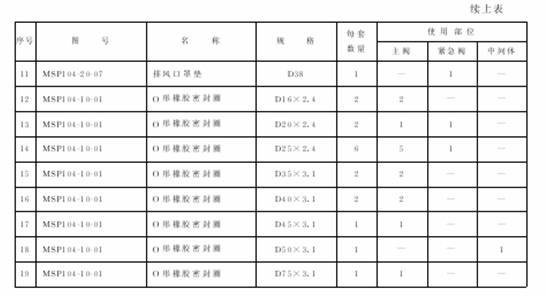 续上表
序号 图 号 名 称 规 格 每套数量 使用部位
主阀 紧急阀 中间体
11 MSP104-20-07 排风口罩垫 D38 1 — 1 —
12 MSP104-10-01 O形橡胶密封圈 D16×2.4 2 2 — —
13 MSP104-10-01 O形橡胶密封圈 D20×2.4 2 1 1 —
14 MSP104-10-01 O形橡胶密封圈 D25×2.4 6 5 1 —
15 MSP104-10-01 O形橡胶密封圈 D35×3.1 2 2 — —
16 MSP104-10-01 O形橡胶密封圈 D40×3.1 2 2 — —
17 MSP104-10-01 O形橡胶密封圈 D45×3.1 1 1 — —
18 MSP104-10-01 O形橡胶密封圈 D50×3.1 1 — — 1
19 MSP104-10-01 O形橡胶密封圈 D75×3.1 1 1 — —